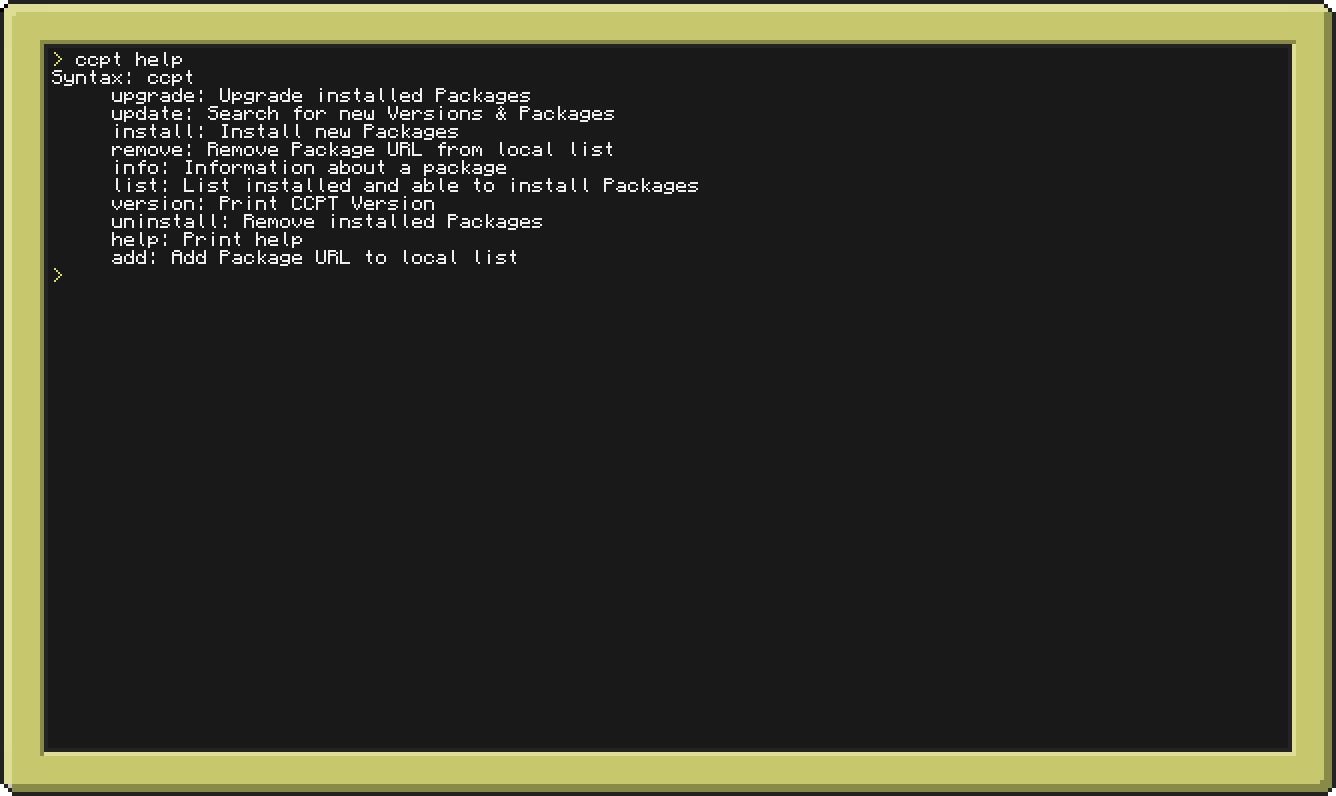 > ccpt help
Syntax: ccpt
     upgrade: Upgrade installed Packages
     update: Search for new Versions & Packages
     install: Install new Packages
     remove: Remove Package URL from local list
     info: Information about a package
     list: List installed and able to install Packages
     version: Print CCPT Version
     uninstall: Remove installed Packages
     help: Print help
     add: Add Package URL to local list
>